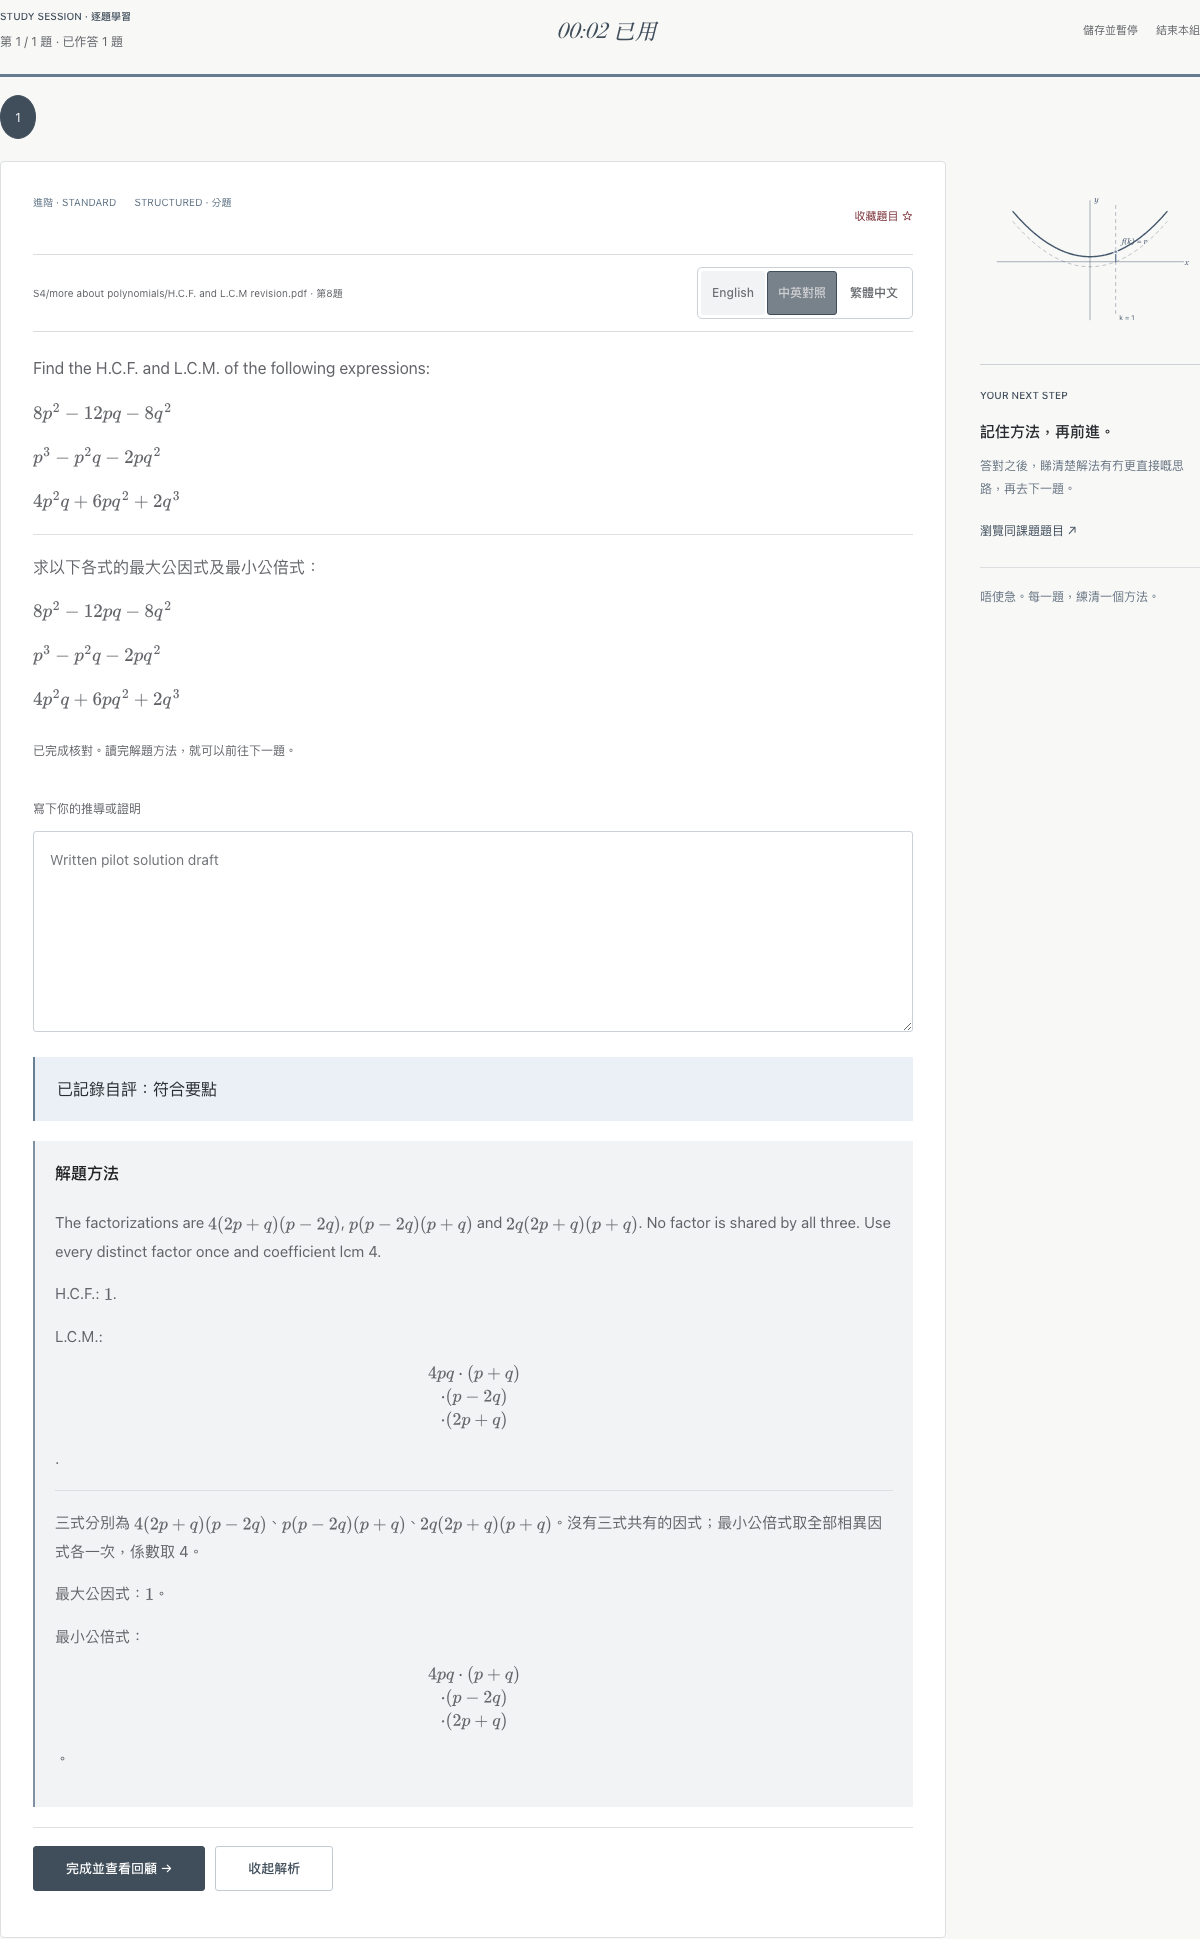 STUDY SESSION · 逐題學習
第 1 / 1 題 · 已作答 1 題
00:02 已用
儲存並暫停 結束本組
1
進階 · STANDARD STRUCTURED · 分題
收藏題目 ☆
S4/more about polynomials/H.C.F. and L.C.M revision.pdf · 第8題
English 中英對照 繁體中文
Find the H.C.F. and L.C.M. of the following expressions:
8p² − 12pq − 8q²
p³ − p²q − 2pq²
4p²q + 6pq² + 2q³
求以下各式的最大公因式及最小公倍式：
8p² − 12pq − 8q²
p³ − p²q − 2pq²
4p²q + 6pq² + 2q³
已完成核對。讀完解題方法，就可以前往下一題。
寫下你的推導或證明
Written pilot solution draft
已記錄自評：符合要點
解題方法
The factorizations are 4(2p + q)(p − 2q), p(p − 2q)(p + q) and 2q(2p + q)(p + q). No factor is shared by all three. Use
every distinct factor once and coefficient lcm 4.
H.C.F.: 1.
L.C.M.:
4pq · (p + q)
·(p − 2q)
·(2p + q)
.
三式分別為 4(2p + q)(p − 2q)、p(p − 2q)(p + q)、2q(2p + q)(p + q)。沒有三式共有的因式；最小公倍式取全部相異因
式各一次，係數取 4。
最大公因式：1。
最小公倍式：
4pq · (p + q)
·(p − 2q)
·(2p + q)
。
完成並查看回顧 → 收起解析
y
f(k) = r
x
k = 1
YOUR NEXT STEP
記住方法，再前進。
答對之後，睇清楚解法有冇更直接嘅思
路，再去下一題。
瀏覽同課題題目 ↗
唔使急。每一題，練清一個方法。